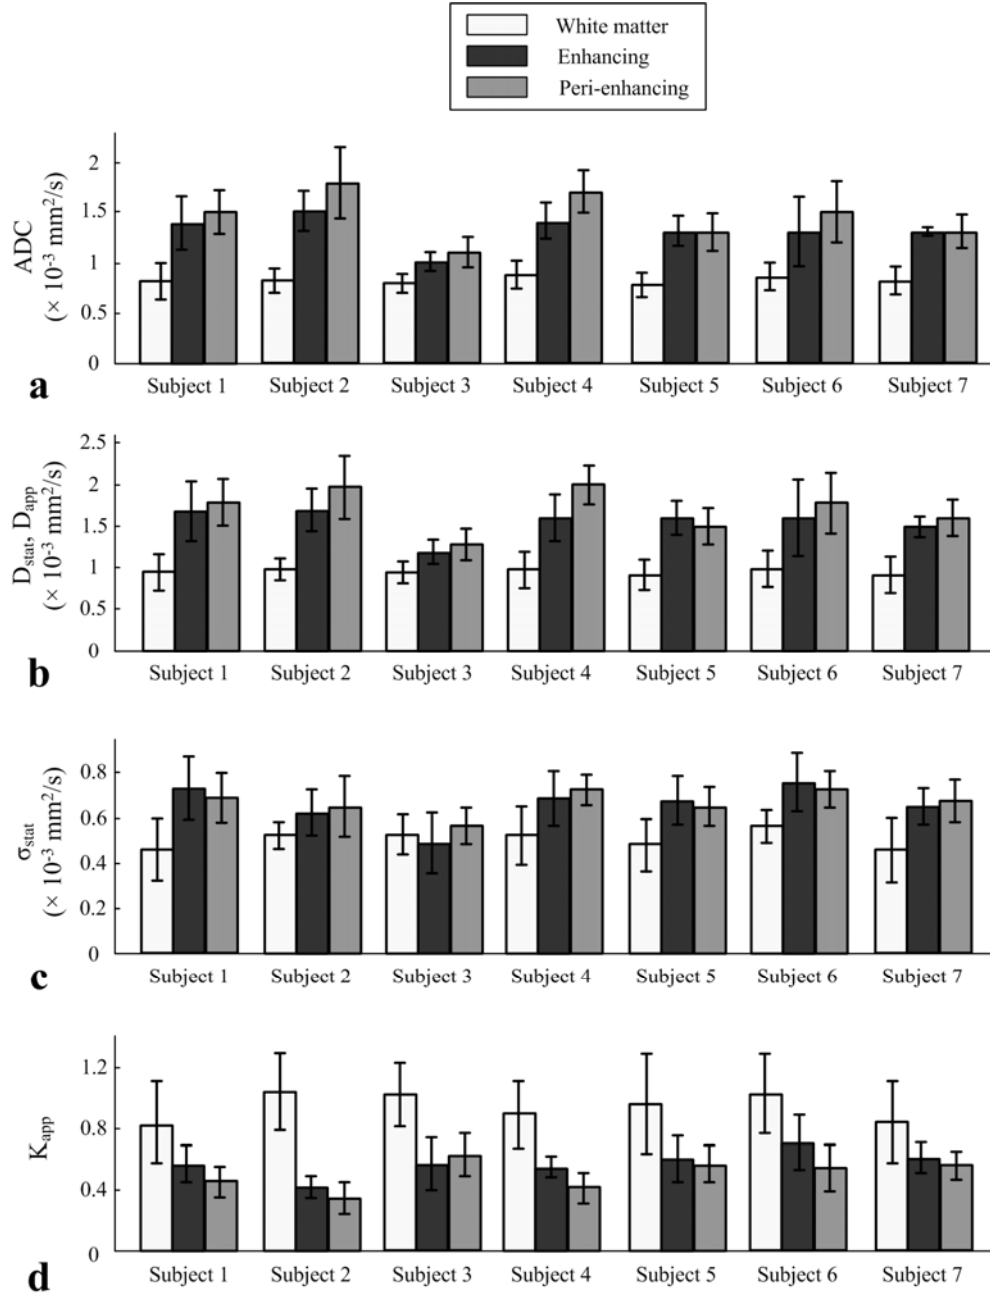 White matter
Enhancing
Peri-enhancing
ADC
(× 10⁻³ mm²/s)
2
1.5
1
0.5
0
a
Subject 1 Subject 2 Subject 3 Subject 4 Subject 5 Subject 6 Subject 7
D_stat, D_app
(× 10⁻³ mm²/s)
2.5
2
1.5
1
0.5
0
b
Subject 1 Subject 2 Subject 3 Subject 4 Subject 5 Subject 6 Subject 7
σ_stat
(× 10⁻³ mm²/s)
0.8
0.6
0.4
0.2
0
c
Subject 1 Subject 2 Subject 3 Subject 4 Subject 5 Subject 6 Subject 7
K_app
1.2
0.8
0.4
0
d
Subject 1 Subject 2 Subject 3 Subject 4 Subject 5 Subject 6 Subject 7